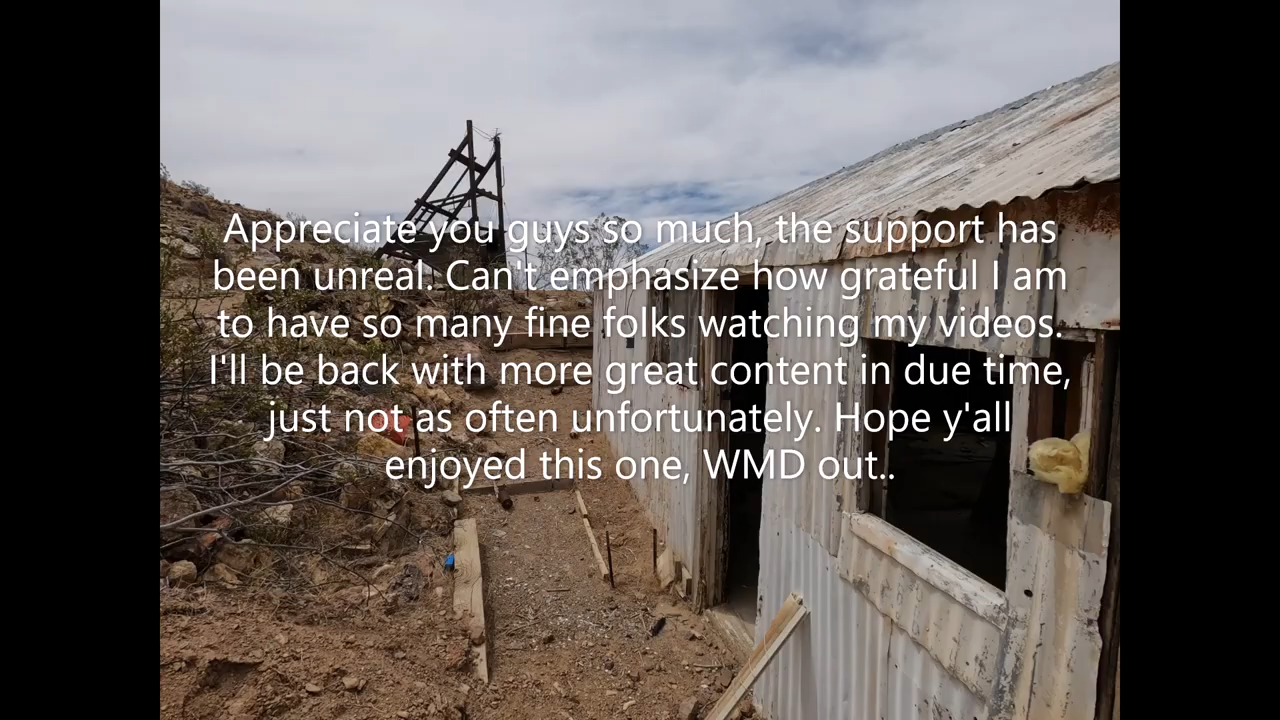 Appreciate you guys so much, the support has
been unreal. Can't emphasize how grateful I am
to have so many fine folks watching my videos.
I'll be back with more great content in due time,
just not as often unfortunately. Hope y'all
enjoyed this one, WMD out..